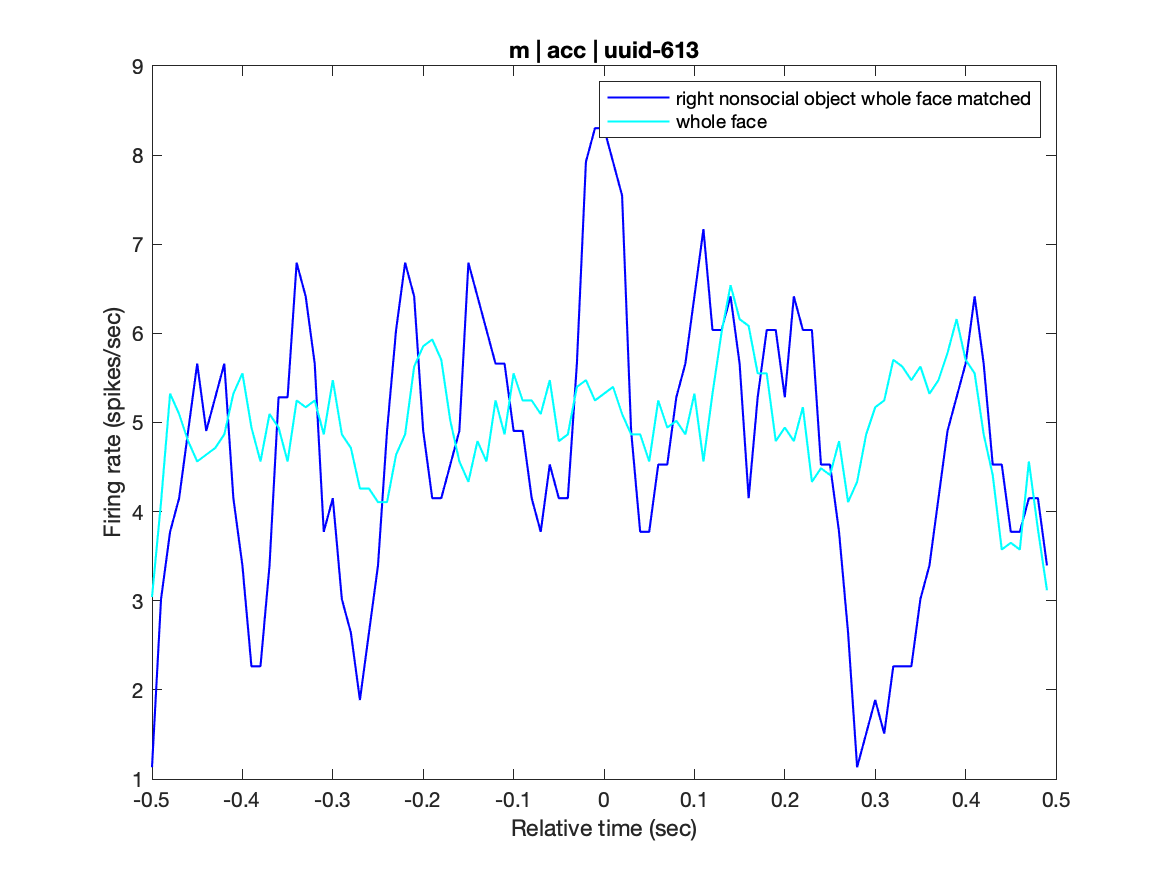 m | acc | uuid-613
right nonsocial object whole face matched
whole face
9
8
7
6
5
4
3
2
1
Firing rate (spikes/sec)
-0.5 -0.4 -0.3 -0.2 -0.1 0 0.1 0.2 0.3 0.4 0.5
Relative time (sec)